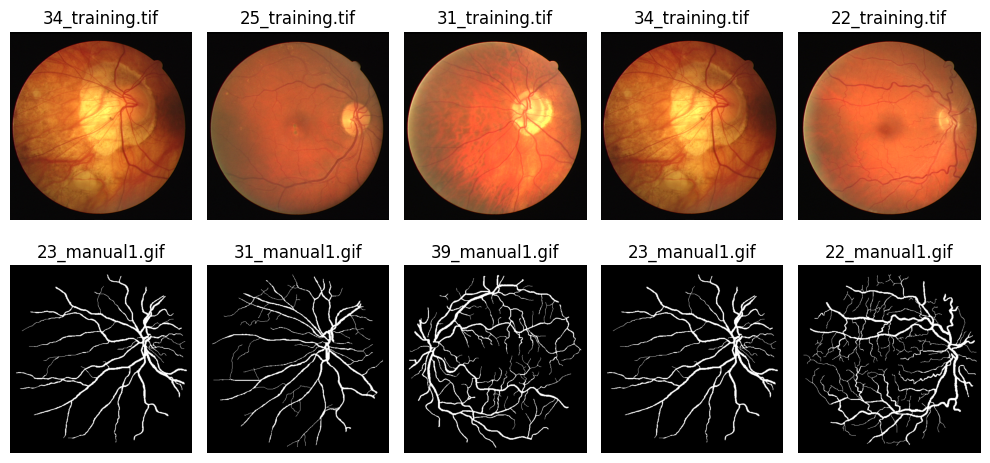 34_training.tif
25_training.tif
31_training.tif
34_training.tif
22_training.tif
23_manual1.gif
31_manual1.gif
39_manual1.gif
23_manual1.gif
22_manual1.gif